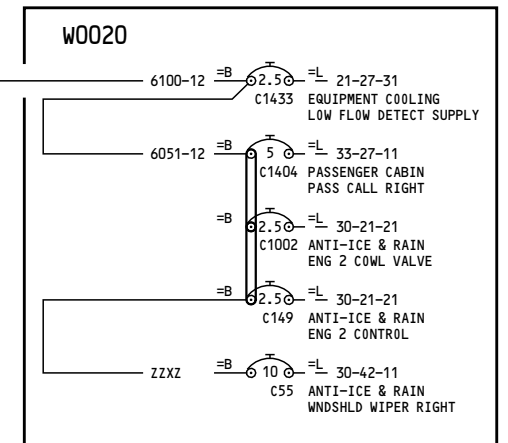 W0020
6100-12 =B 2.5 =L 21-27-31
C1433 EQUIPMENT COOLING
LOW FLOW DETECT SUPPLY
6051-12 =B 5 =L 33-27-11
C1404 PASSENGER CABIN
PASS CALL RIGHT
=B 2.5 =L 30-21-21
C1002 ANTI-ICE & RAIN
ENG 2 COWL VALVE
=B 2.5 =L 30-21-21
C149 ANTI-ICE & RAIN
ENG 2 CONTROL
ZZXZ =B 10 =L 30-42-11
C55 ANTI-ICE & RAIN
WNDSHLD WIPER RIGHT